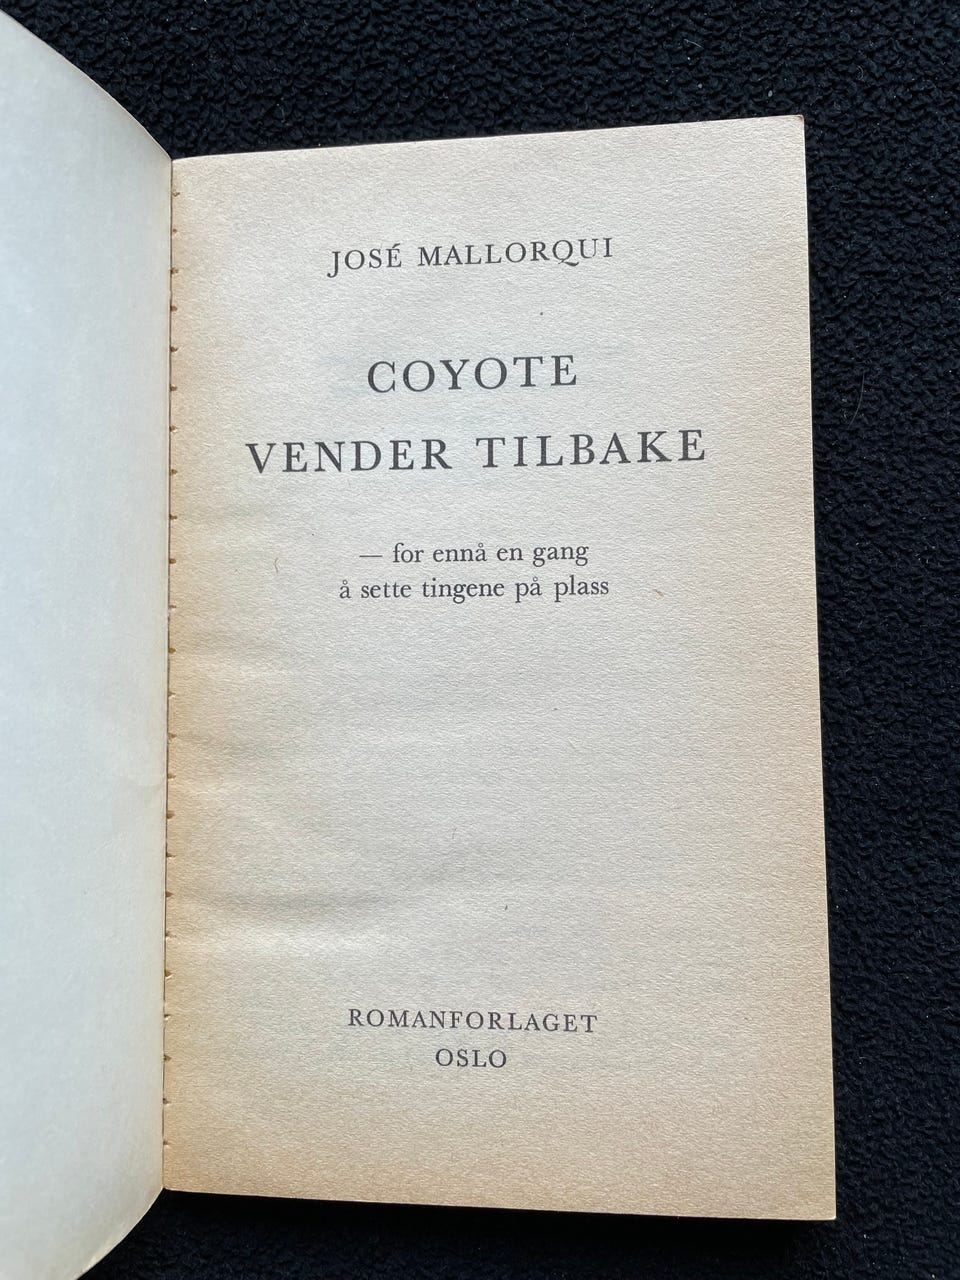 JOSÉ MALLORQUI
COYOTE
VENDER TILBAKE
— for ennå en gang
å sette tingene på plass
ROMANFORLAGET
OSLO